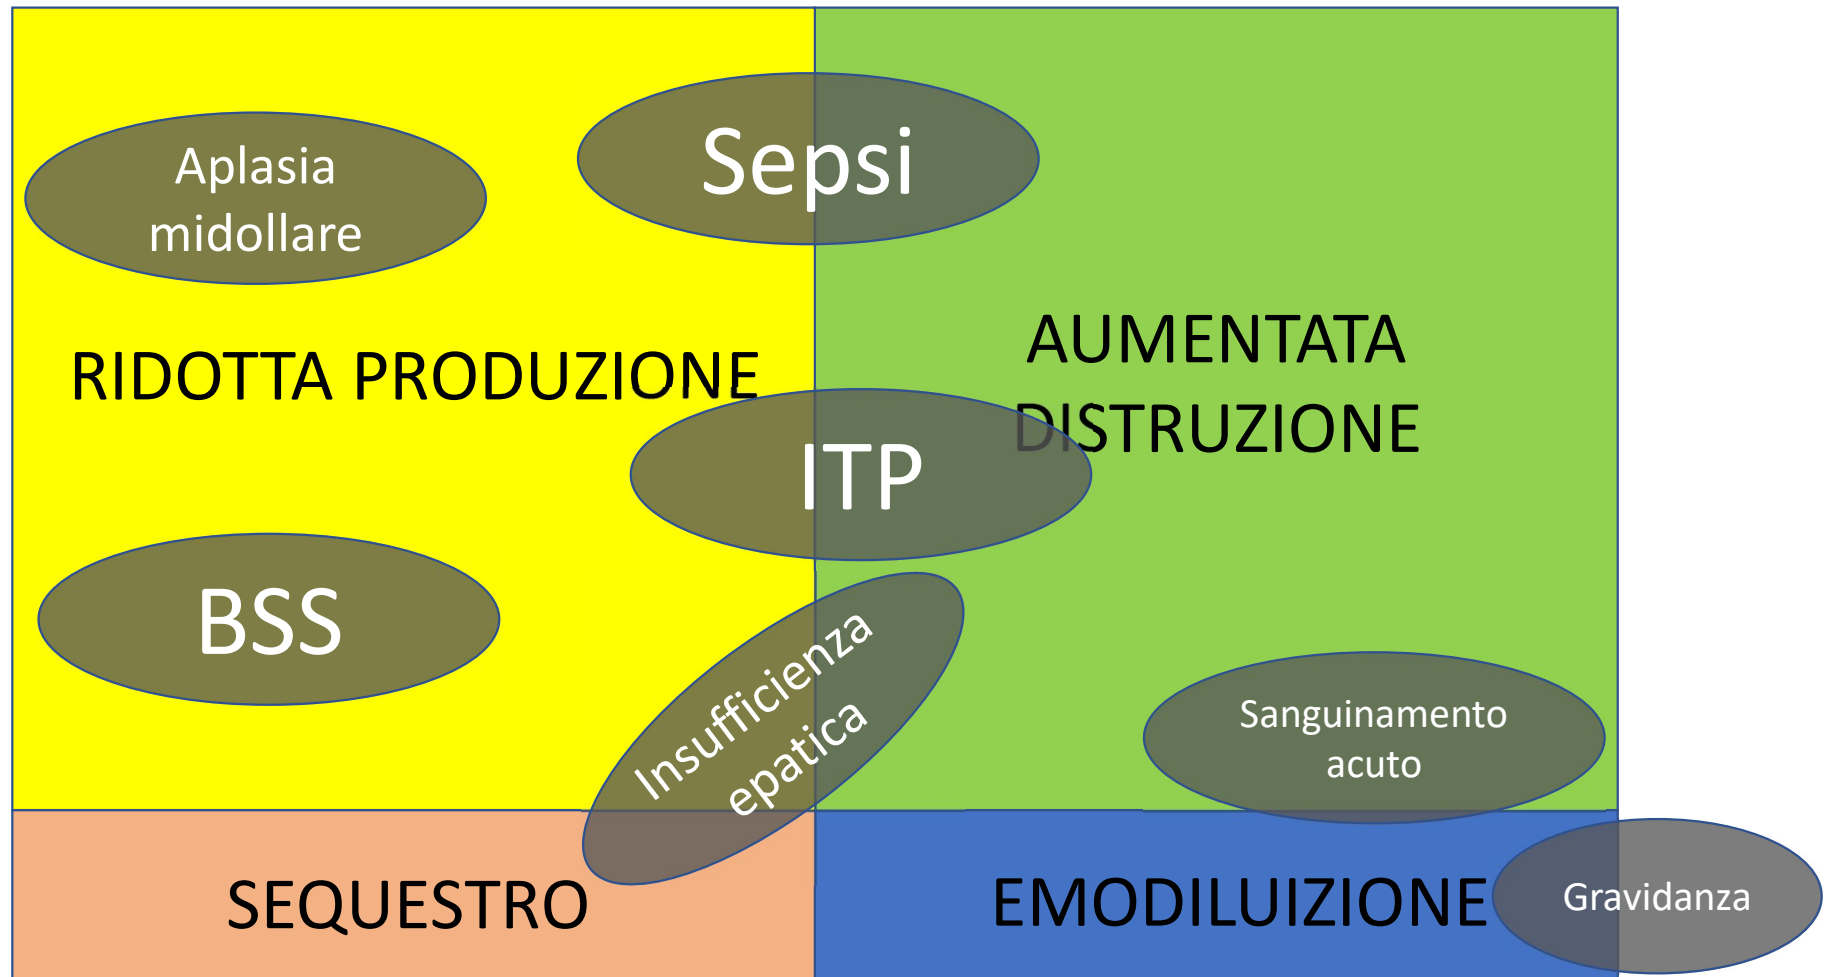 Aplasia
midollare
Sepsi
RIDOTTA PRODUZIONE
AUMENTATA
DISTRUZIONE
ITP
BSS
Insufficienza
epatica
Sanguinamento
acuto
SEQUESTRO
EMODILUIZIONE
Gravidanza